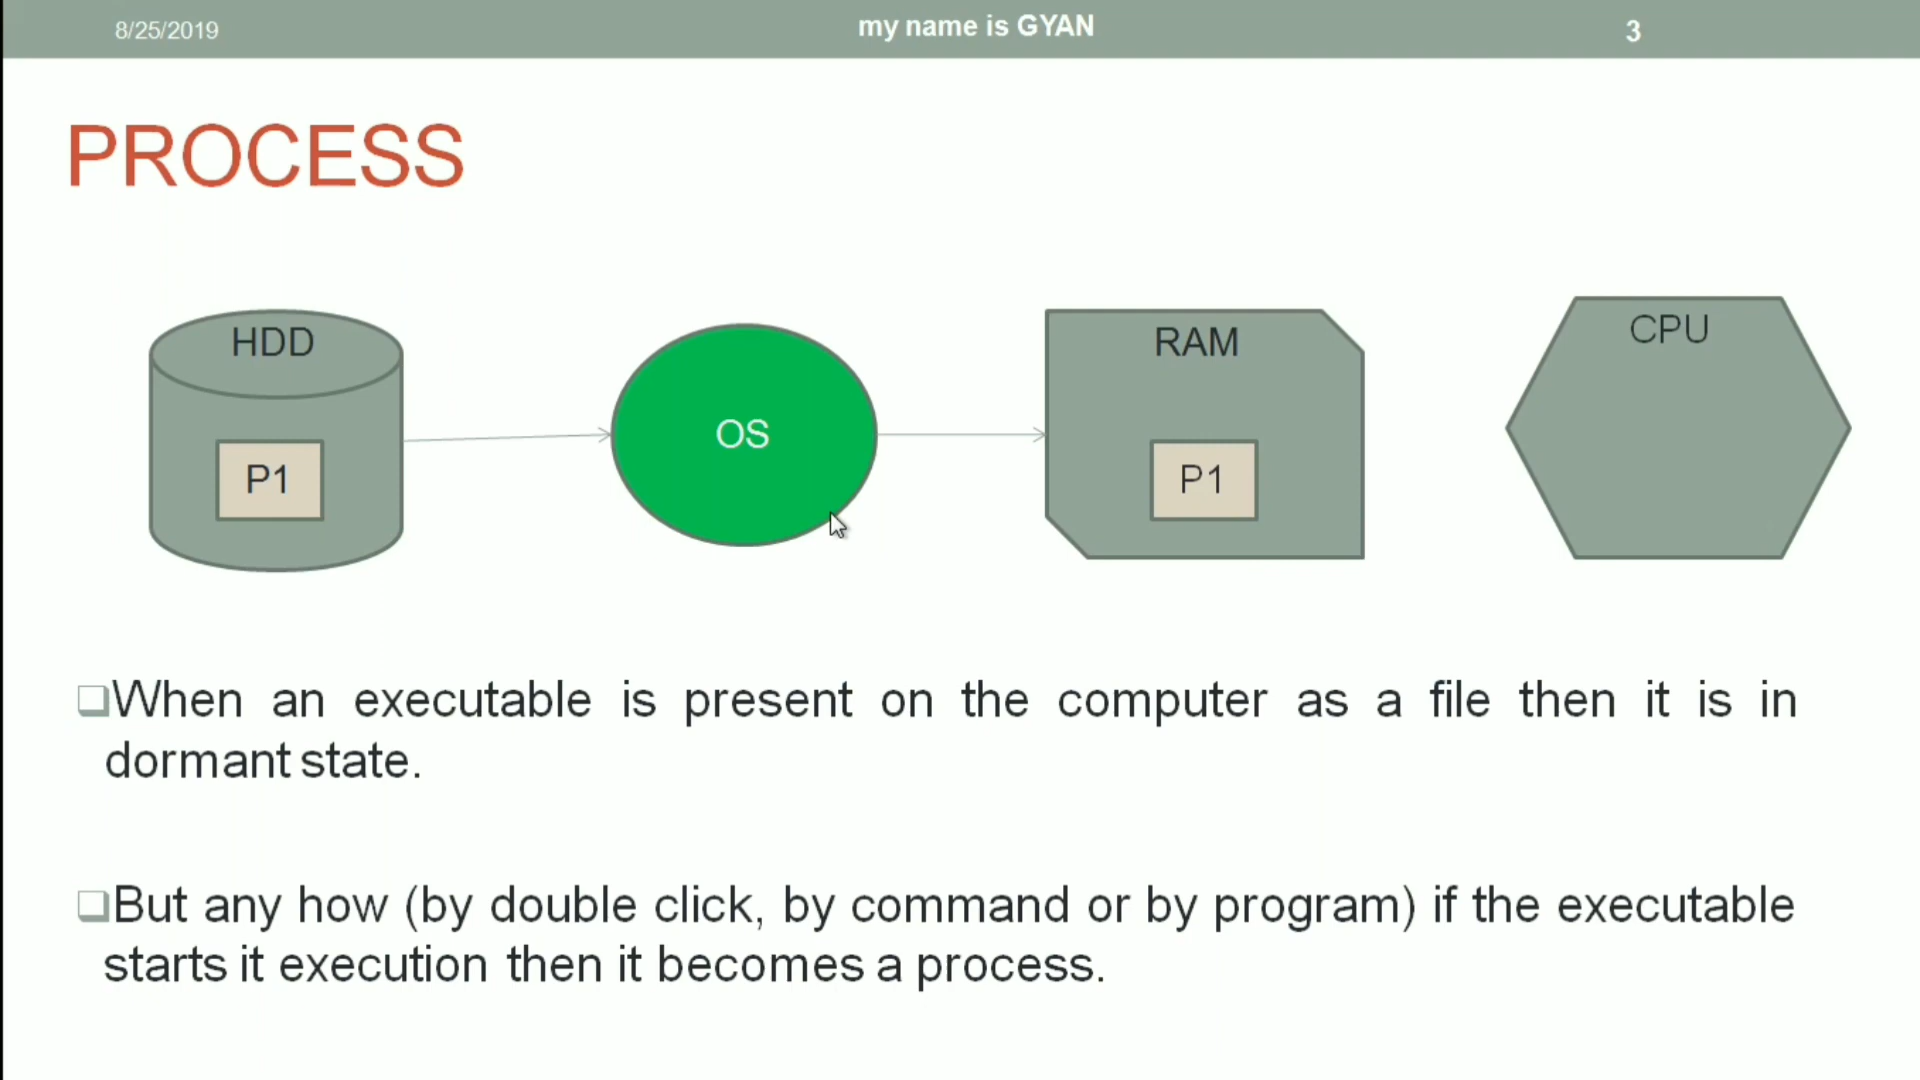 8/25/2019
my name is GYAN
3
PROCESS
HDD
P1
OS
RAM
P1
CPU
When an executable is present on the computer as a file then it is in
dormant state.
But any how (by double click, by command or by program) if the executable
starts it execution then it becomes a process.